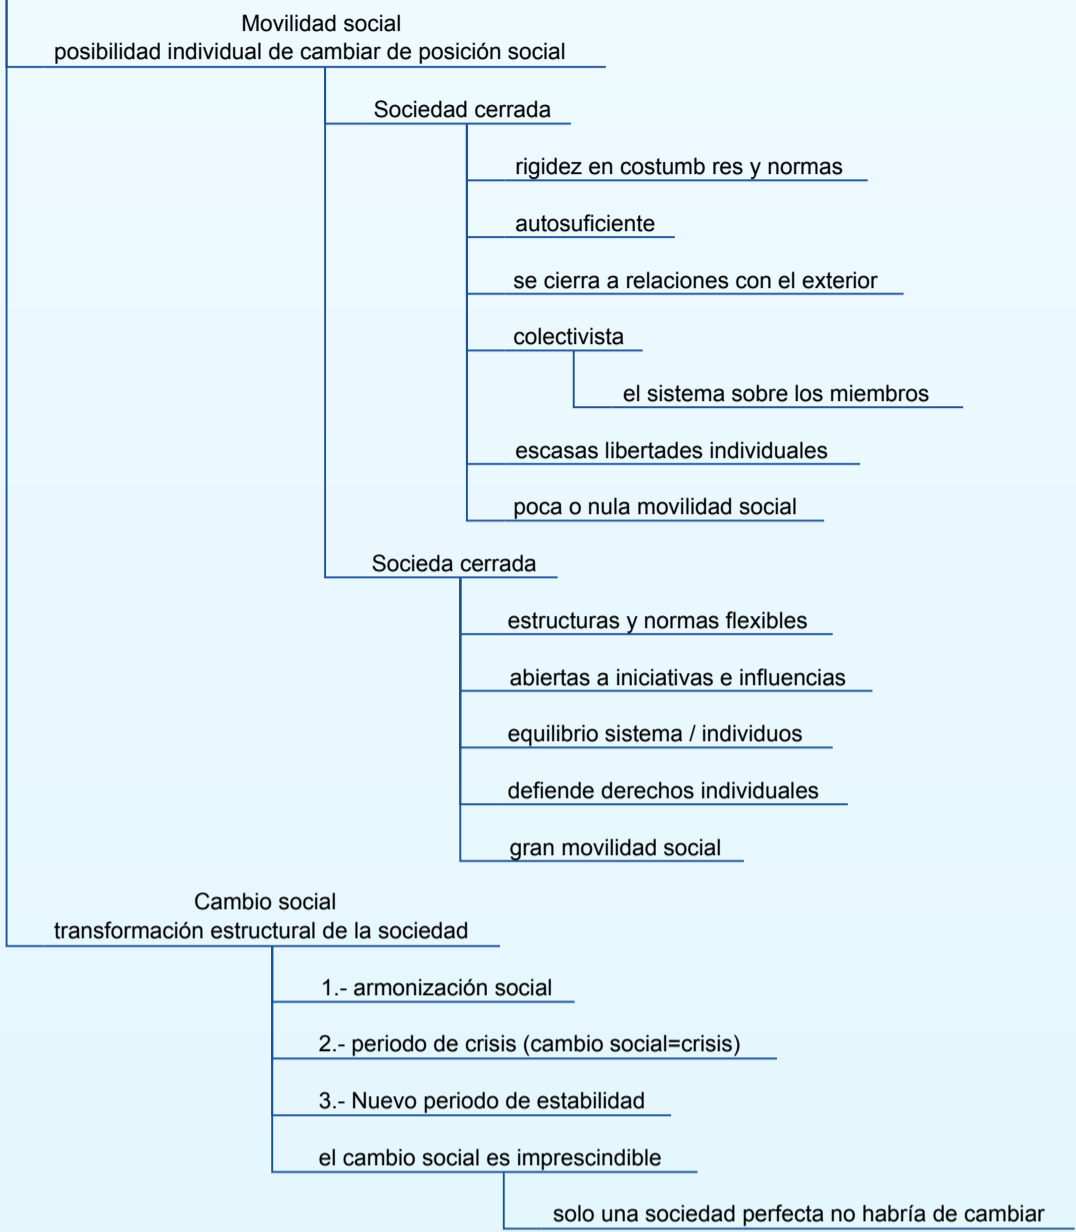 Movilidad social
posibilidad individual de cambiar de posición social
Sociedad cerrada
rigidez en costumb res y normas
autosuficiente
se cierra a relaciones con el exterior
colectivista
el sistema sobre los miembros
escasas libertades individuales
poca o nula movilidad social
Socieda cerrada
estructuras y normas flexibles
abiertas a iniciativas e influencias
equilibrio sistema / individuos
defiende derechos individuales
gran movilidad social
Cambio social
transformación estructural de la sociedad
1.- armonización social
2.- periodo de crisis (cambio social=crisis)
3.- Nuevo periodo de estabilidad
el cambio social es imprescindible
solo una sociedad perfecta no habría de cambiar